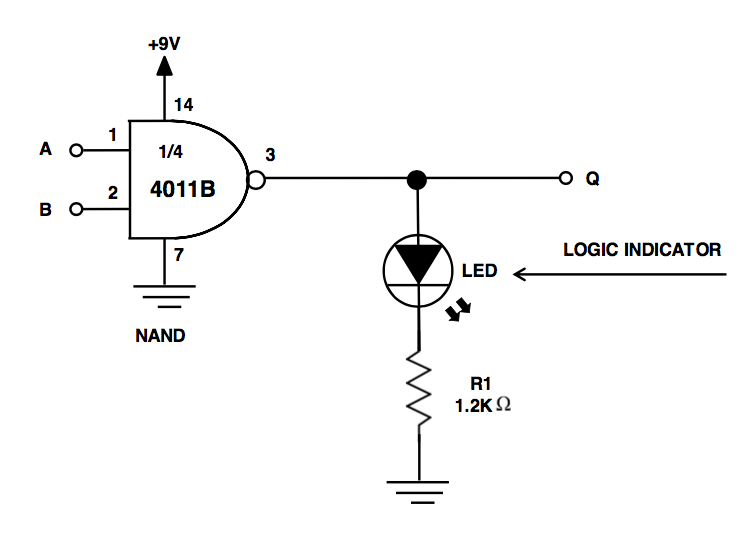 +9V
14
A
1
1/4
3
2
4011B
Q
B
7
LOGIC INDICATOR
LED
NAND
R1
1.2K Ω